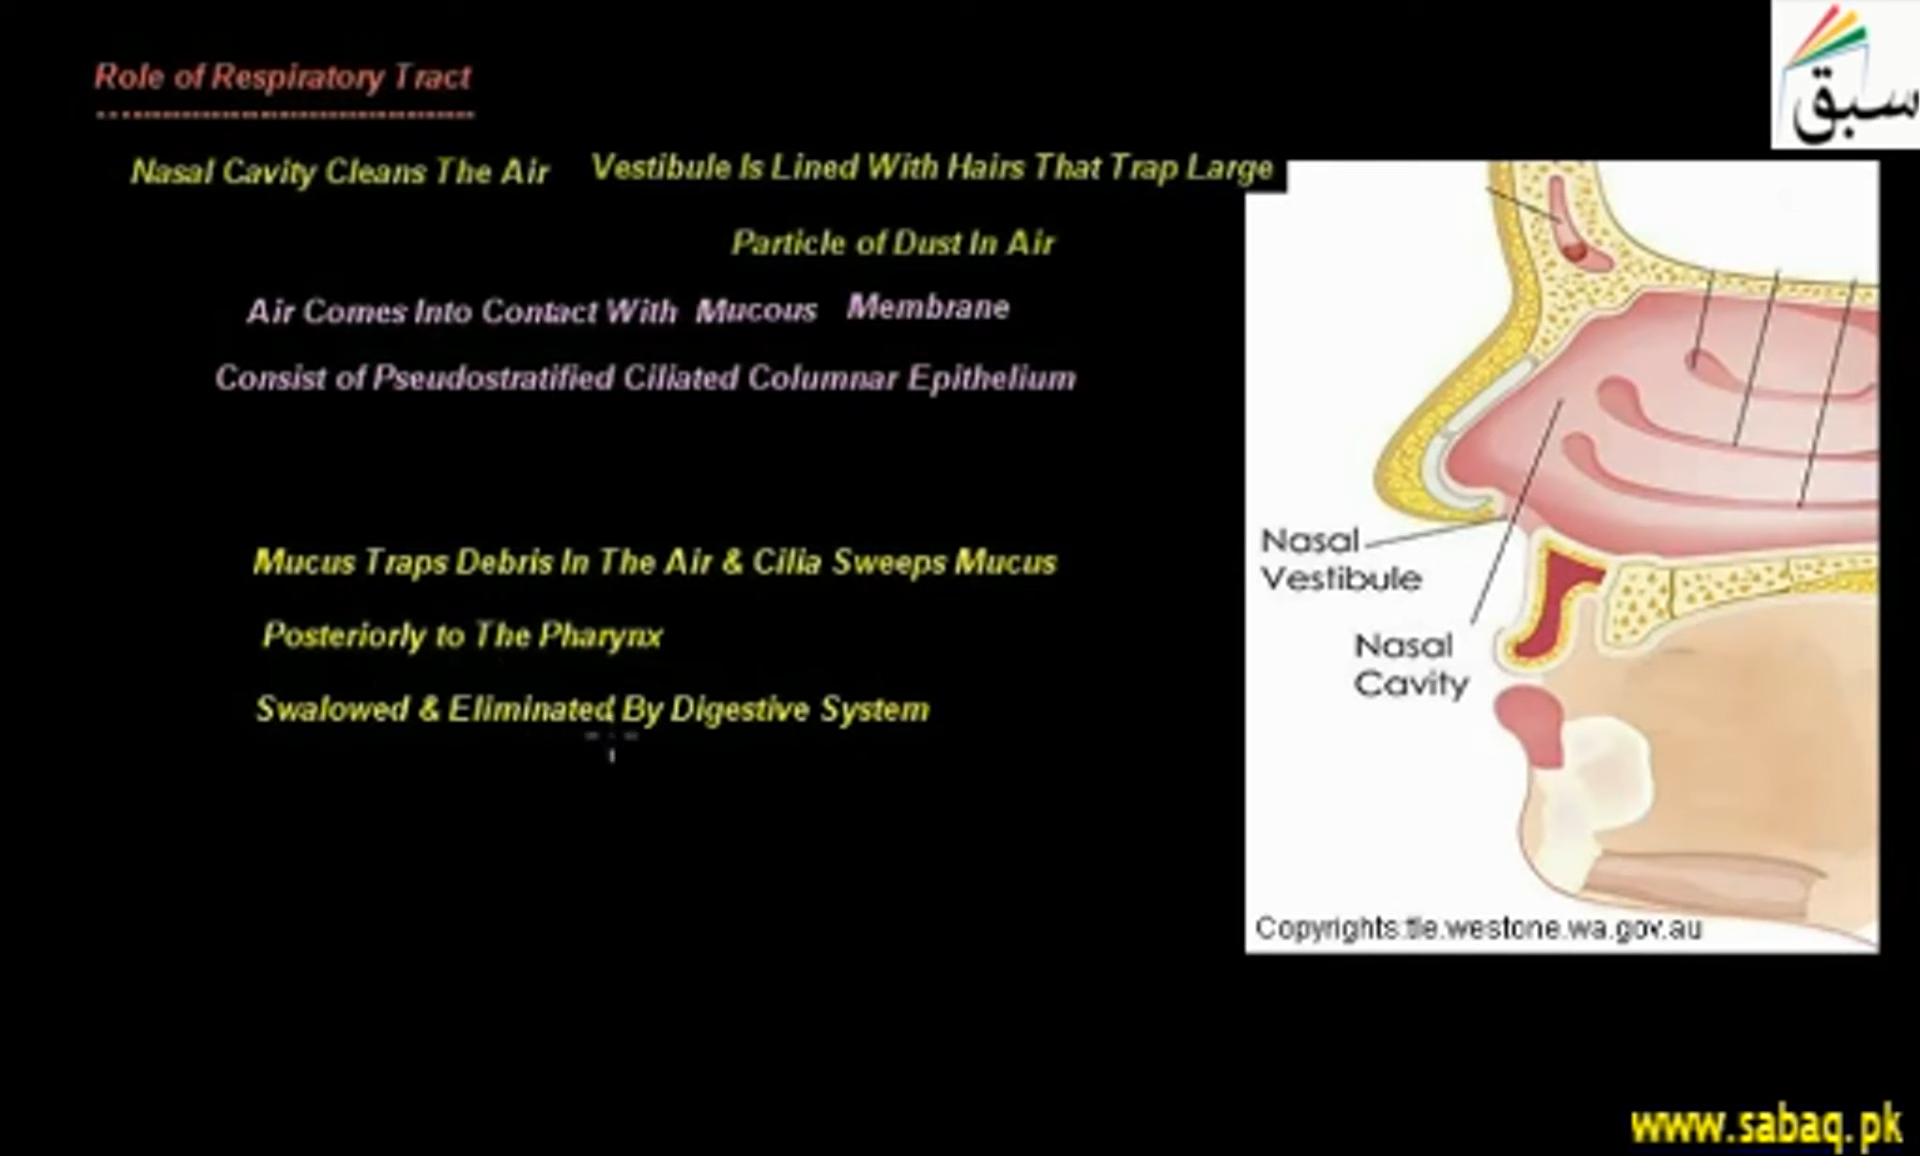 سبق
Role of Respiratory Tract
Nasal Cavity Cleans The Air
Vestibule Is Lined With Hairs That Trap Large
Particle of Dust In Air
Air Comes Into Contact With Mucous Membrane
Consist of Pseudostratified Ciliated Columnar Epithelium
Mucus Traps Debris In The Air & Cilia Sweeps Mucus
Posteriorly to The Pharynx
Swalowed & Eliminated By Digestive System
Nasal
Vestibule
Nasal
Cavity
Copyrights:tle.westone.wa.gov.au
www.sabaq.pk